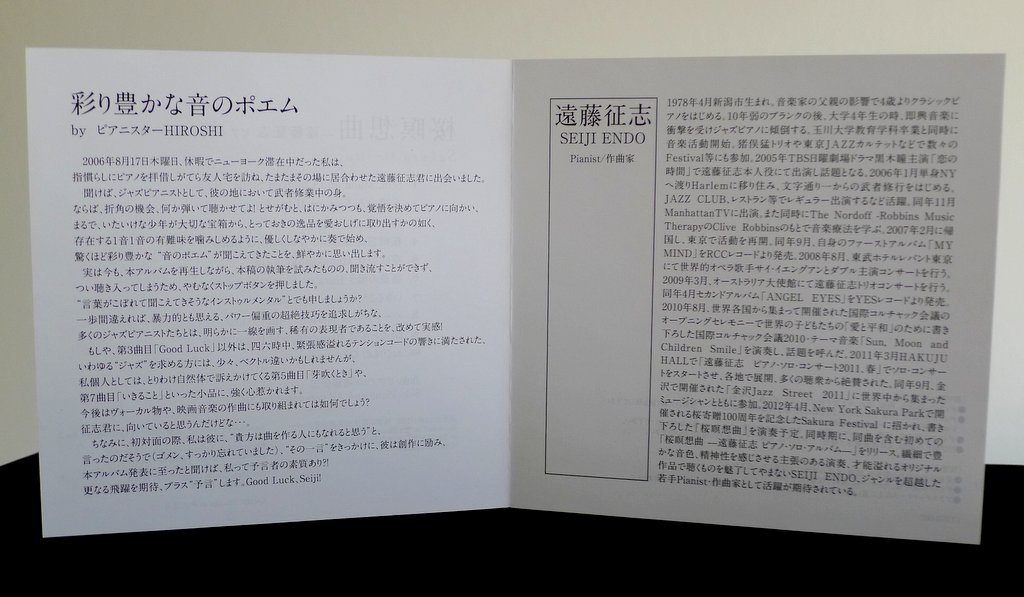 彩り豊かな音のポエム
by ピアニスターHIROSHI
2006年8月17日木曜日、休暇でニューヨーク滞在中だった私は、
指慣らしにピアノを拝借しがてら友人宅を訪ね、たまたまその場に居合わせた遠藤征志君に出会いました。
聞けば、ジャズピアニストとして、彼の地において武者修業中の身。
ならば、折角の機会、何か弾いて聴かせてよ!とせがむと、はにかみつつも、覚悟を決めてピアノに向かい、
まるで、いたいけな少年が大切な宝箱から、とっておきの逸品を愛おしげに取り出すかの如く、
存在する1音1音の有難味を噛みしめるように、優しくしなやかに奏で始め、
驚くほど彩り豊かな “音のポエム”が聞こえてきたことを、鮮やかに思い出します。
実は今も、本アルバムを再生しながら、本稿の執筆を試みたものの、聞き流すことができず、
つい聴き入ってしまうため、やむなくストップボタンを押しました。
“言葉がこぼれて聞こえてきそうなインストゥルメンタル”とでも申しましょうか?
一歩間違えれば、暴力的とも思える、パワー偏重の超絶技巧を追求しがちな、
多くのジャズピアニストたちとは、明らかに一線を画す、稀有の表現者であることを、改めて実感!
もしや、第3曲目「Good Luck」以外は、四六時中、緊張感溢れるテンションコードの響きに満たされた、
いわゆる“ジャズ”を求める方には、少々、ベクトル違いかもしれませんが、
私個人としては、とりわけ自然体で訴えかけてくる第5曲目「芽吹くとき」や、
第7曲目「いきること」といった小品に、強く心惹かれます。
今後はヴォーカル物や、映画音楽の作曲にも取り組まれては如何でしょう?
征志君に、向いていると思うんだけどな…。
ちなみに、初対面の際、私は彼に、“貴方は曲を作る人にもなれると思う”と、
言ったのだそうで(ゴメン、すっかり忘れていました)、“その一言”をきっかけに、彼は創作に励み、
本アルバム発表に至ったと聞けば、私って予言者の素質あり?!
更なる飛躍を期待、プラス“予言”します。Good Luck、Seiji!
遠藤征志
SEIJI ENDO
Pianist/作曲家
1978年4月新潟市生まれ。音楽家の父親の影響で4歳よりクラシックピ
アノをはじめる。10年弱のブランクの後、大学4年生の時、即興音楽に
衝撃を受けジャズピアノに傾倒する。玉川大学教育学科卒業と同時に
音楽活動開始。猪俣猛トリオや東京JAZZカルテットなどで数々の
Festival等にも参加。2005年TBS日曜劇場ドラマ黒木瞳主演「恋の
時間」で遠藤征志本人役にて出演し話題となる。2006年1月単身NY
へ渡りHarlemに移り住み、文字通り一からの武者修行をはじめる。
JAZZ CLUB、レストラン等でレギュラー出演するなど活躍。同年11月
ManhattanTVに出演。また同時にThe Nordoff -Robbins Music
TherapyのClive Robbinsのもとで音楽療法を学ぶ。2007年2月に帰
国し、東京で活動を再開。同年9月、自身のファーストアルバム「MY
MIND」をRCCレコードより発売。2008年8月、東武ホテルレバント東京
にて世界的オペラ歌手サイ・イエングアンとダブル主演コンサートを行う。
2009年3月、オーストラリア大使館にて遠藤征志トリオコンサートを行う。
同年4月セカンドアルバム「ANGEL EYES」をYESレコードより発売。
2010年8月、世界各国から集まって開催された国際コルチャック会議の
オープニングセレモニーで世界の子どもたちの「愛と平和」のために書き
下ろした国際コルチャック会議2010・テーマ音楽「Sun, Moon and
Children Smile」を演奏し、話題を呼んだ。2011年3月HAKUJU
HALLで「遠藤征志 ピアノ・ソロ・コンサート2011、春」でソロ・コンサー
トをスタートさせ、各地で展開、多くの聴衆から絶賛された。同年9月、金
沢で開催された「金沢Jazz Street 2011」に世界中から集まった
ミュージシャンとともに参加。2012年4月、New York Sakura Parkで開
催される桜寄贈100周年を記念したSakura Festival に招かれ、書き
下ろした「桜瞑想曲」を演奏予定。同時期に、同曲を含む初めての
「桜瞑想曲 ―遠藤征志 ピアノ・ソロ・アルバム―」をリリース。繊細で豊
かな音色、精神性を感じさせる主張のある演奏、才能溢れるオリジナル
作品で聴くものを魅了してやまないSEIJI ENDO。ジャンルを超越した
若手Pianist・作曲家として活躍が期待されている。